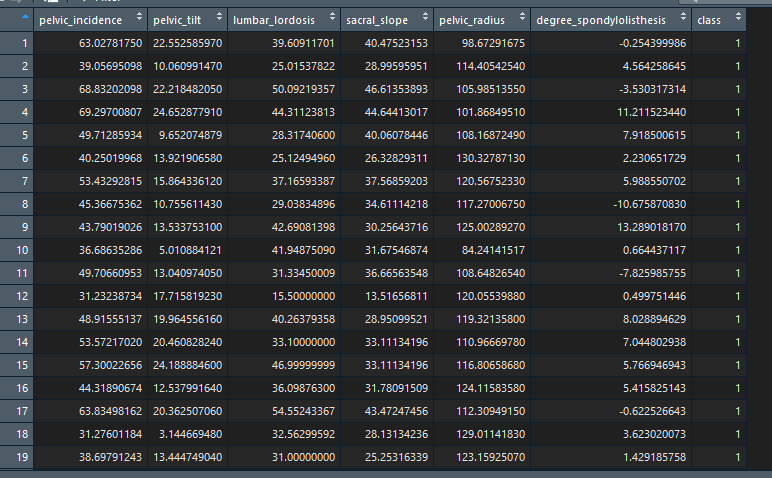 pelvic_incidence pelvic_tilt lumbar_lordosis sacral_slope pelvic_radius degree_spondylolisthesis class
1 63.02781750 22.552585970 39.60911701 40.47523153 98.67291675 -0.254399986 1
2 39.05695098 10.060991470 25.01537822 28.99595951 114.40542540 4.564258645 1
3 68.83202098 22.218482050 50.09219357 46.61353893 105.98513550 -3.530317314 1
4 69.29700807 24.652877910 44.31123813 44.64413017 101.86849510 11.211523440 1
5 49.71285934 9.652074879 28.31740600 40.06078446 108.16872490 7.918500615 1
6 40.25019968 13.921906580 25.12494960 26.32829311 130.32787130 2.230651729 1
7 53.43292815 15.864336120 37.16593387 37.56859203 120.56752330 5.988550702 1
8 45.36675362 10.755611430 29.03834896 34.61114218 117.27006750 -10.675870830 1
9 43.79019026 13.533753100 42.69081398 30.25643716 125.00289270 13.289018170 1
10 36.68635286 5.010884121 41.94875090 31.67546874 84.24141517 0.664437117 1
11 49.70660953 13.040974050 31.33450009 36.66563548 108.64826540 -7.825985755 1
12 31.23238734 17.715819230 15.50000000 13.51656811 120.05539880 0.499751446 1
13 48.91555137 19.964556160 40.26379358 28.95099521 119.32135800 8.028894629 1
14 53.57217020 20.460828240 33.10000000 33.11134196 110.96669780 7.044802938 1
15 57.30022656 24.188884600 46.99999999 33.11134196 116.80658680 5.766946943 1
16 44.31890674 12.537991640 36.09876300 31.78091509 124.11583580 5.415825143 1
17 63.83498162 20.362507060 54.55243367 43.47247456 112.30949150 -0.622526643 1
18 31.27601184 3.144669480 32.56299592 28.13134236 129.01141830 3.623020073 1
19 38.69791243 13.444749040 31.00000000 25.25316339 123.15925070 1.429185758 1